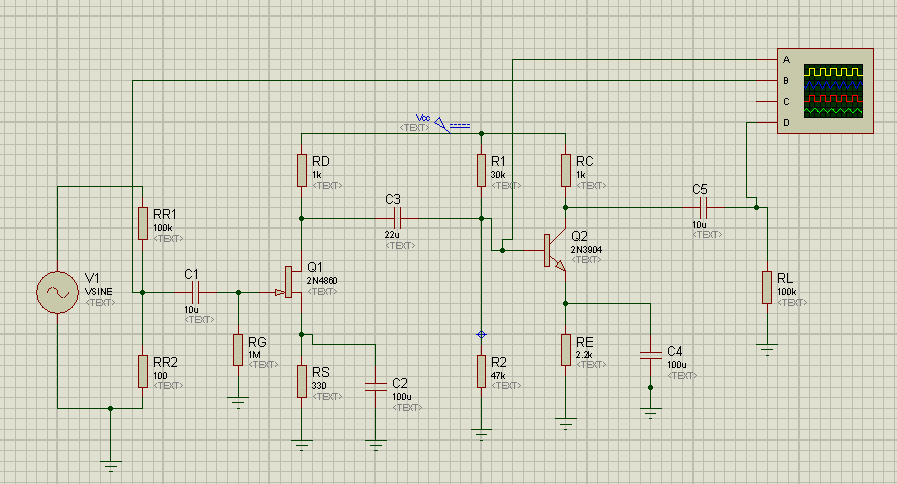 A
B
C
D
Vcc
<TEXT>
RD
1k
<TEXT>
R1
30k
<TEXT>
RC
1k
<TEXT>
C3
22u
<TEXT>
C5
10u
<TEXT>
RR1
100k
<TEXT>
Q2
2N3904
<TEXT>
V1
VSINE
<TEXT>
C1
10u
<TEXT>
Q1
2N4860
<TEXT>
RL
100k
<TEXT>
RG
1M
<TEXT>
RR2
100
<TEXT>
RS
330
<TEXT>
C2
100u
<TEXT>
R2
47k
<TEXT>
RE
2.2k
<TEXT>
C4
100u
<TEXT>